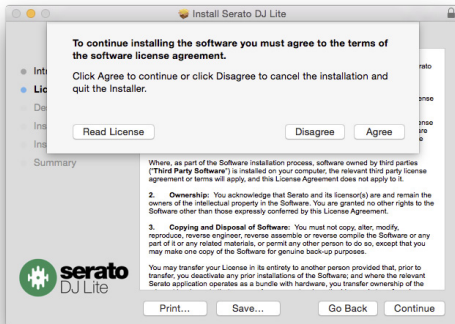 Install Serato DJ Lite
To continue installing the software you must agree to the terms of
the software license agreement.
Click Agree to continue or click Disagree to cancel the installation and
quit the Installer.
Read License
Disagree
Agree
Summary
Where, as part of the Software installation process, software owned by third parties
("Third Party Software") is installed on your computer, the relevant third party license
agreement or terms will apply, and this License Agreement does not apply to it.
2. Ownership: You acknowledge that Serato and its licensor(s) are and remain the
owners of the intellectual property in the Software. You are granted no other rights to the
Software other than those expressly conferred by this License Agreement.
3. Copying and Disposal of Software: You must not copy, alter, modify,
reproduce, reverse engineer, reverse assemble or reverse compile the Software or any
part of it or any related materials, or permit any other person to do so, except that you
may make one copy of the Software for genuine back-up purposes.
You may transfer your License in its entirety to another person provided that, prior to
transfer, you deactivate any prior installations of the Software; and where the relevant
Serato application operates as a bundle with hardware, you transfer ownership of the
serato
DJ Lite
Print...
Save...
Go Back
Continue